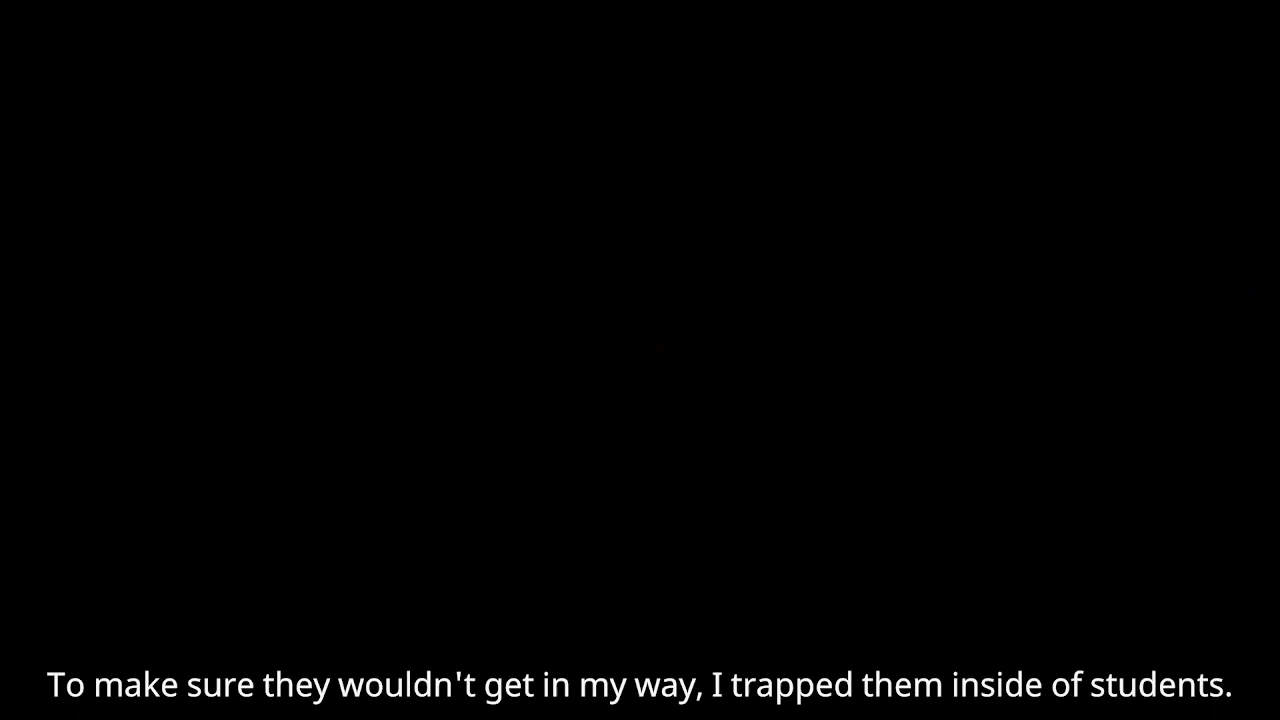 To make sure they wouldn't get in my way, I trapped them inside of students.